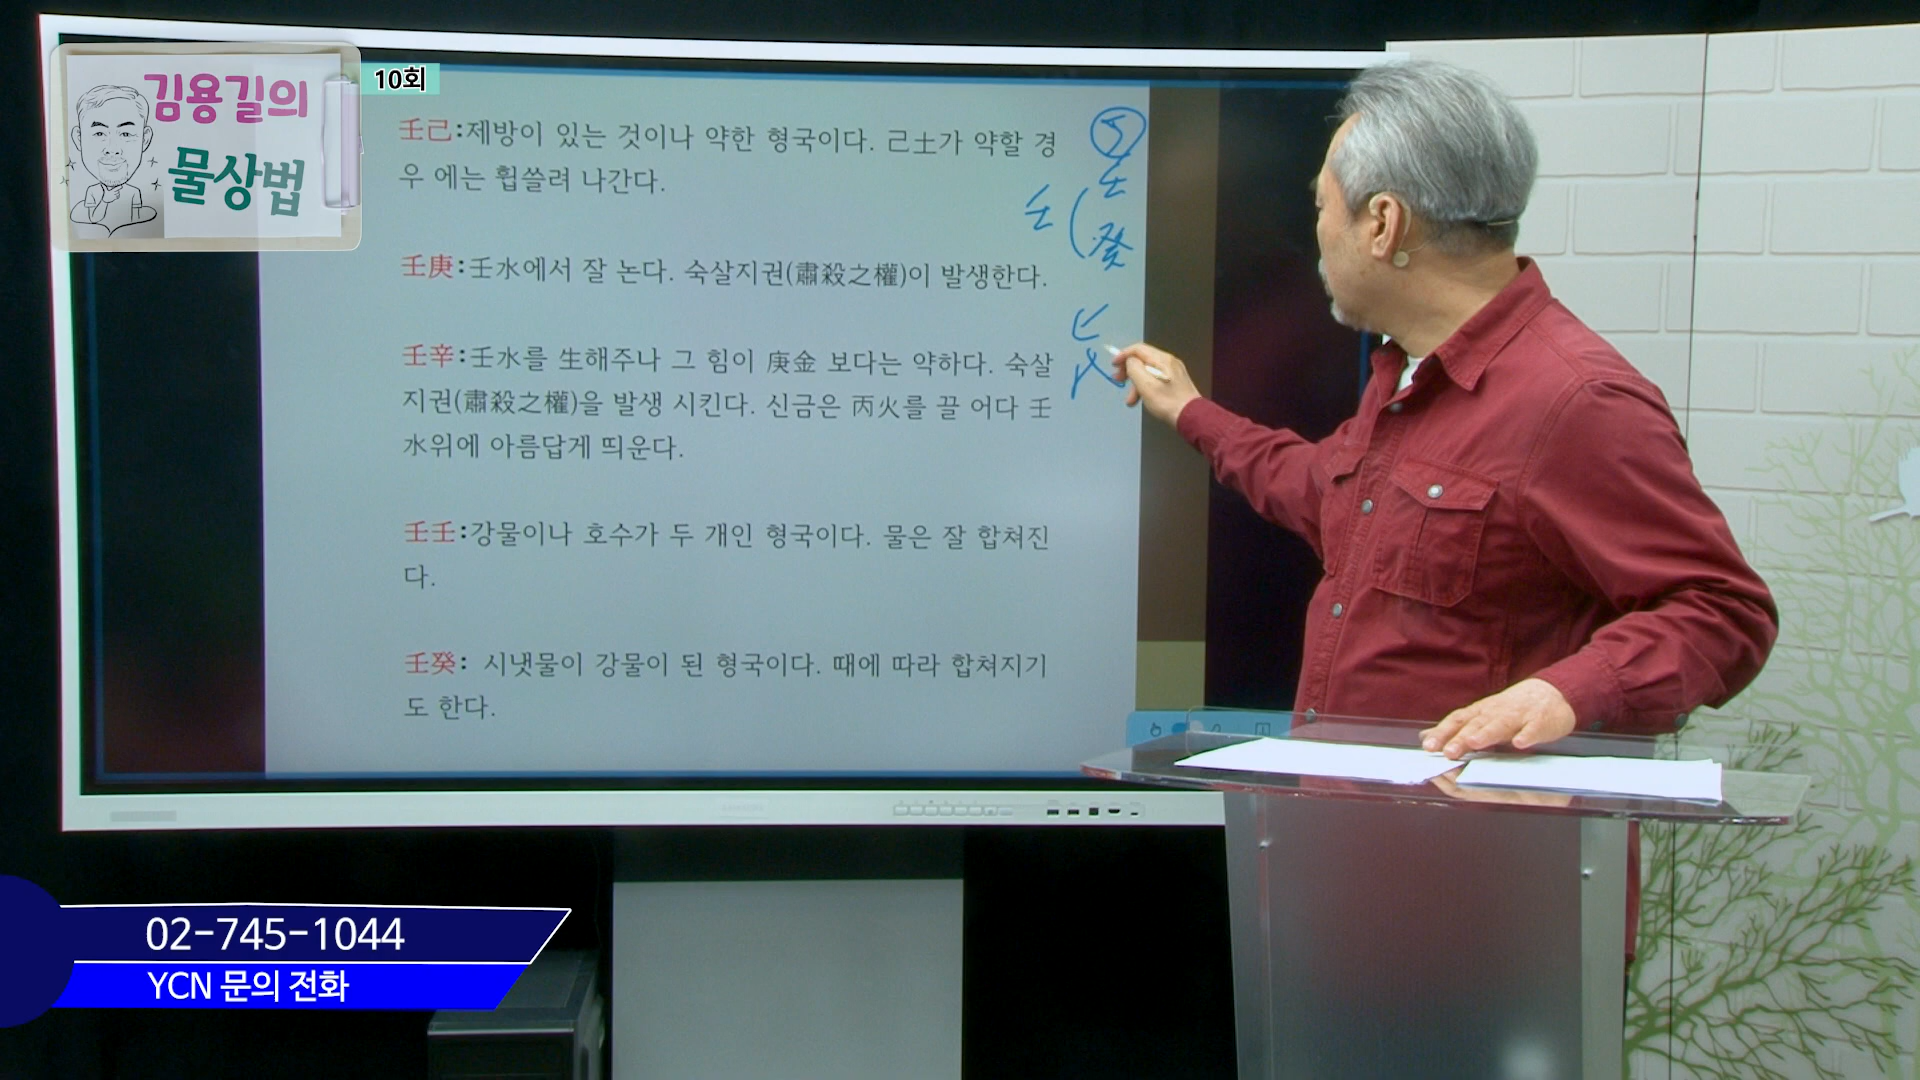 김용길의
물상법
10회
壬己:제방이 있는 것이나 약한 형국이다. 己土가 약할 경
우 에는 휩쓸려 나간다.
壬庚:壬水에서 잘 논다. 숙살지권(肅殺之權)이 발생한다.
壬辛:壬水를 生해주나 그 힘이 庚金 보다는 약하다. 숙살
지권(肅殺之權)을 발생 시킨다. 신금은 丙火를 끌 어다 壬
水위에 아름답게 띄운다.
壬壬:강물이나 호수가 두 개인 형국이다. 물은 잘 합쳐진
다.
壬癸: 시냇물이 강물이 된 형국이다. 때에 따라 합쳐지기
도 한다.
壬
壬
癸
02-745-1044
YCN 문의 전화